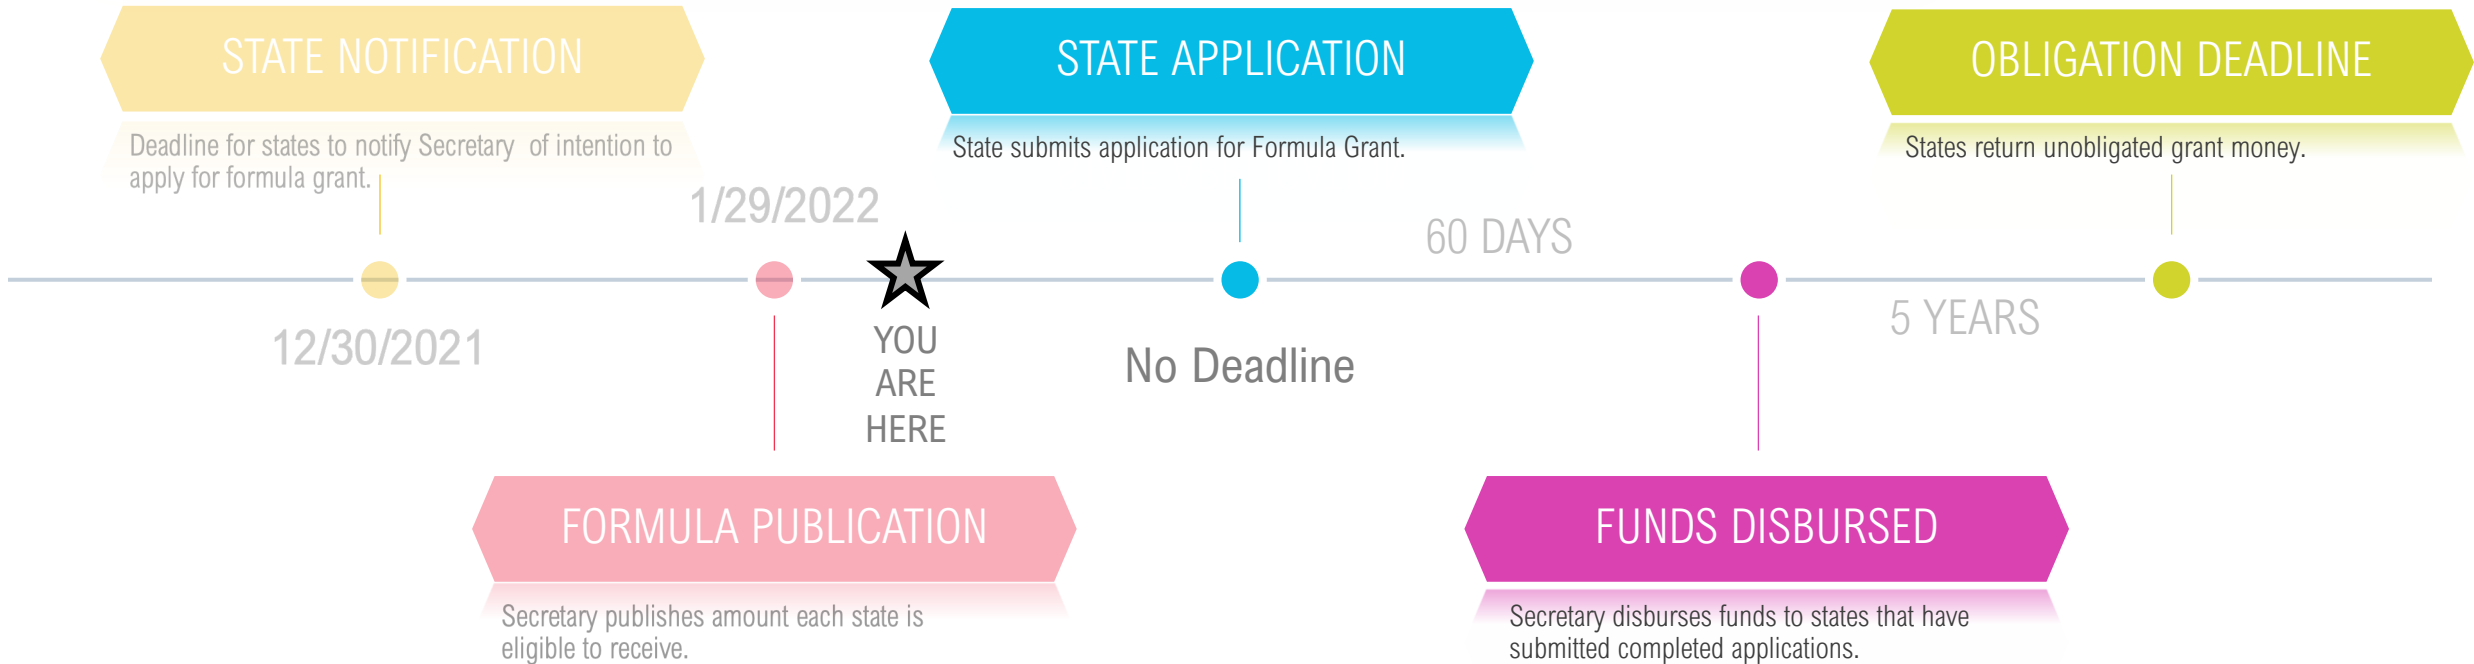 STATE NOTIFICATION
Deadline for states to notify Secretary  of intention to
apply for formula grant.
12/30/2021
1/29/2022
FORMULA PUBLICATION
Secretary publishes amount each state is
eligible to receive.
YOU
ARE
HERE
STATE APPLICATION
State submits application for Formula Grant.
No Deadline
60 DAYS
FUNDS DISBURSED
Secretary disburses funds to states that have
submitted completed applications.
5 YEARS
OBLIGATION DEADLINE
States return unobligated grant money.